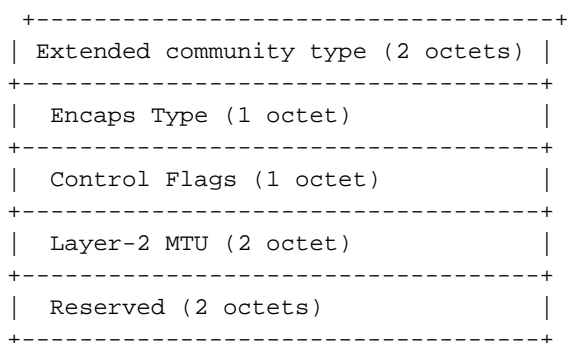 +------------------------------------+
| Extended community type (2 octets) |
+------------------------------------+
|  Encaps Type (1 octet)             |
+------------------------------------+
|  Control Flags (1 octet)           |
+------------------------------------+
|  Layer-2 MTU (2 octet)             |
+------------------------------------+
|  Reserved (2 octets)               |
+------------------------------------+